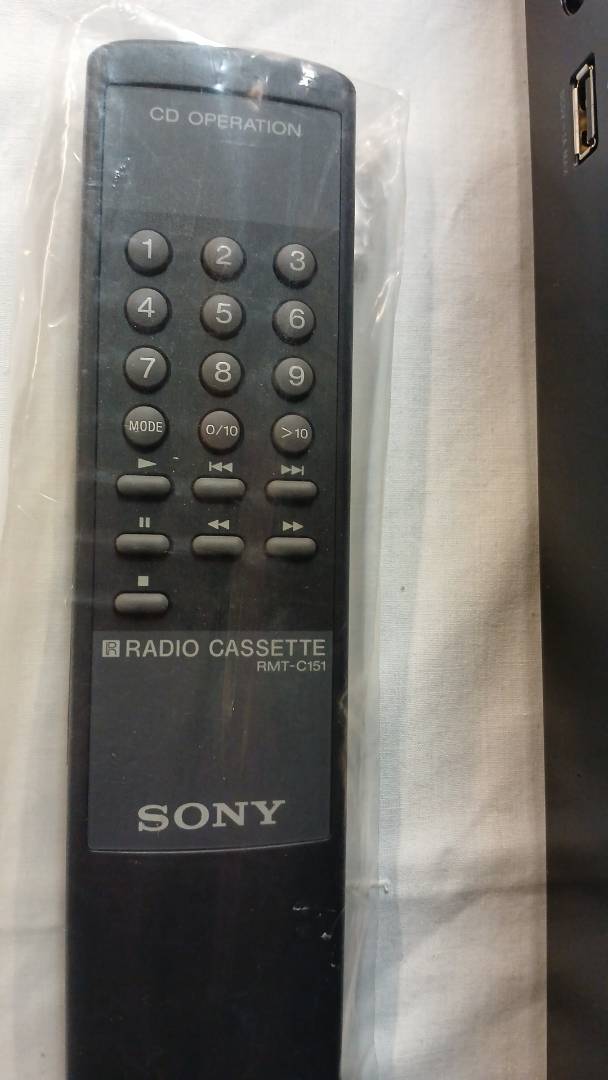 CD OPERATION
1 2 3
4 5 6
7 8 9
MODE 0/10 >10
R RADIO CASSETTE
RMT-C151
SONY